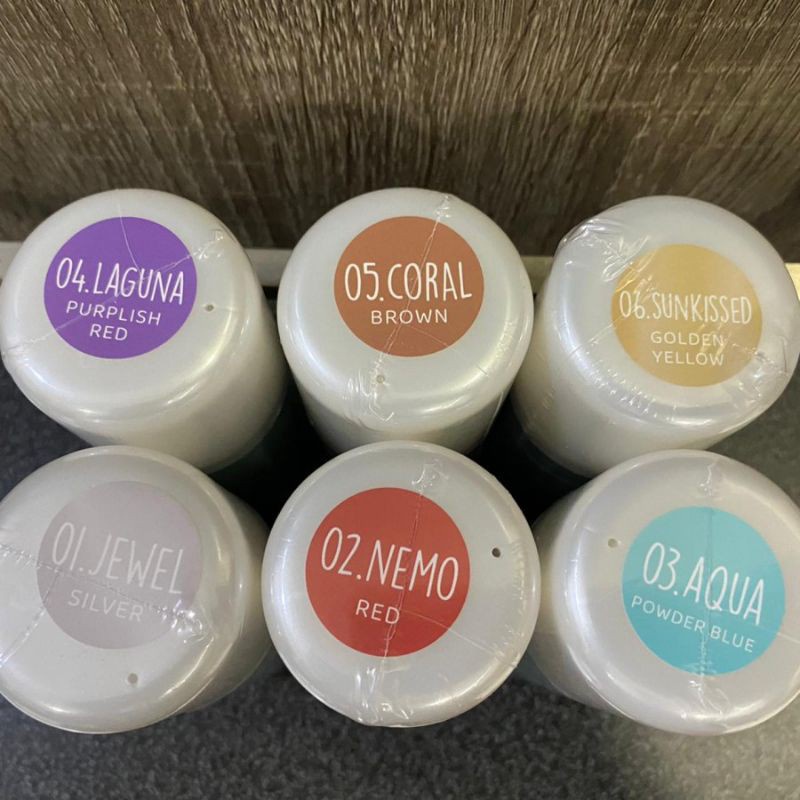 04.LAGUNA
PURPLISH
RED
05.CORAL
BROWN
06.SUNKISSED
GOLDEN
YELLOW
01.JEWEL
SILVER
02.NEMO
RED
03.AQUA
POWDER BLUE